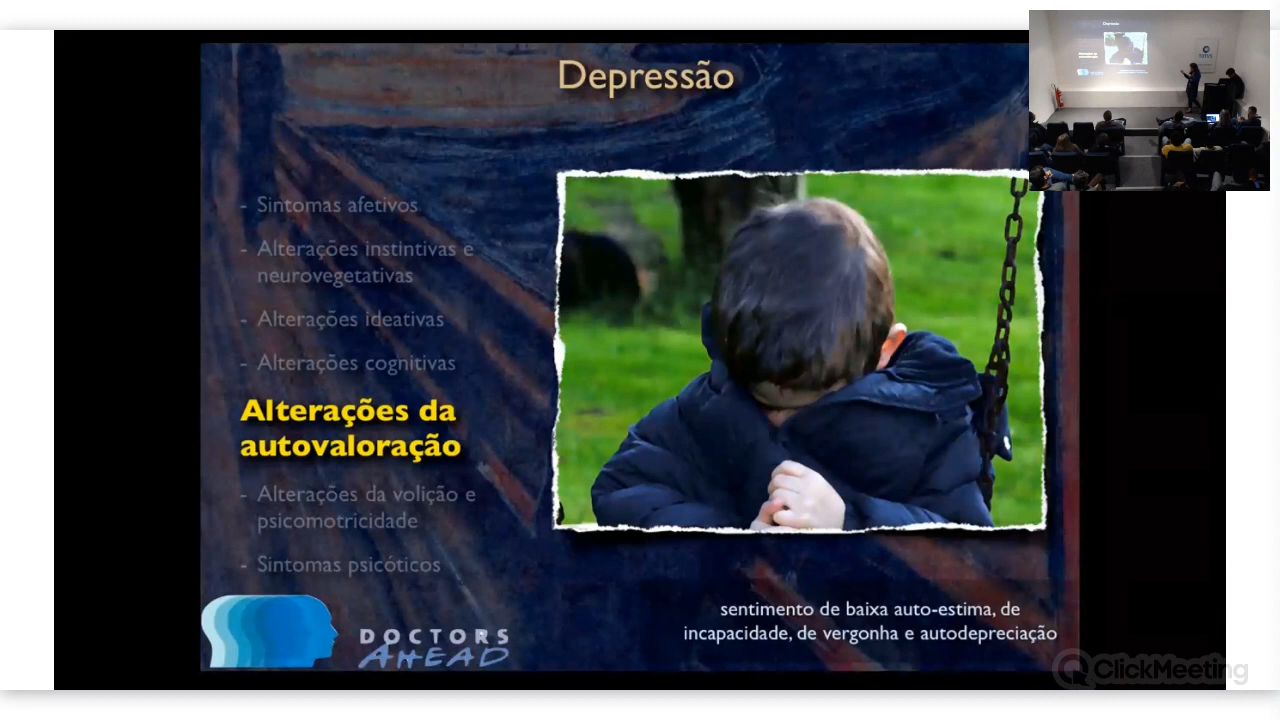 Depressão
- Sintomas afetivos
- Alterações instintivas e
neurovegetativas
- Alterações ideativas
- Alterações cognitivas
Alterações da
autovaloração
- Alterações da volição e
psicomotricidade
- Sintomas psicóticos
sentimento de baixa auto-estima, de
incapacidade, de vergonha e autodepreciação
DOCTORS
AHEAD
ClickMeeting